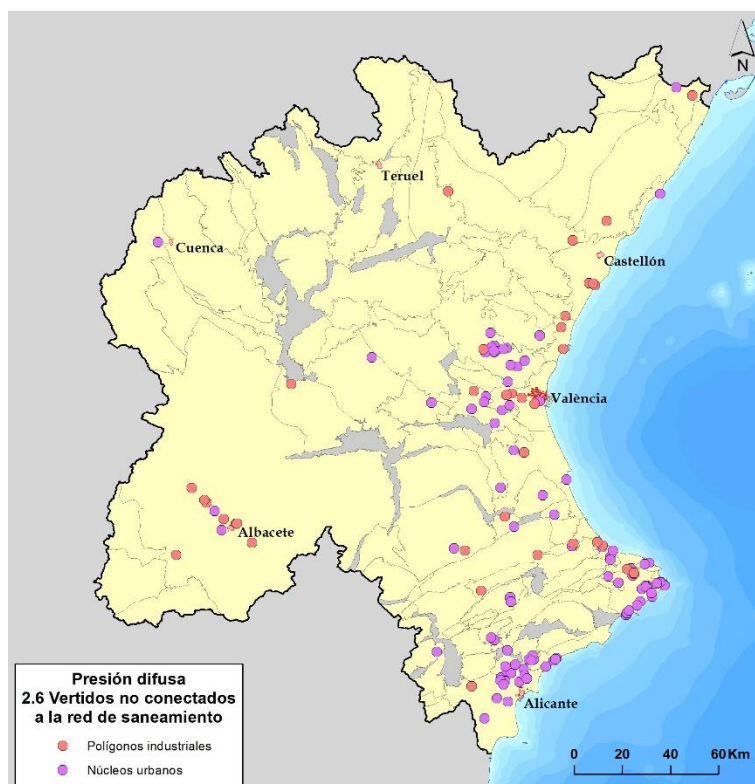 N
Teruel
Cuenca
Castellón
València
Albacete
Alicante
Presión difusa
2.6 Vertidos no conectados
a la red de saneamiento
Polígonos industriales
Núcleos urbanos
0 20 40 60 Km